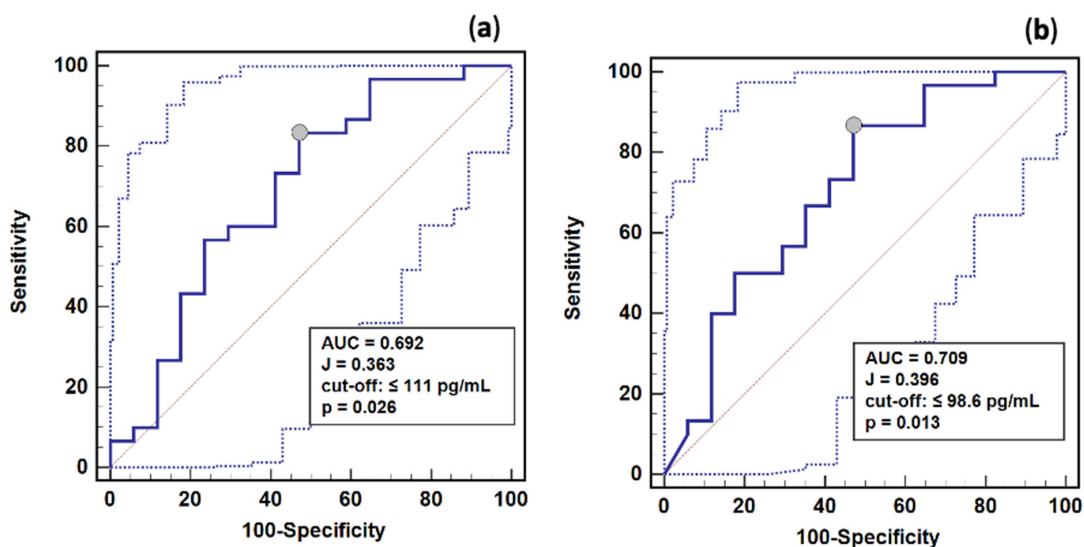 (a)
100
80
60
40
20
0
Sensitivity
AUC = 0.692
J = 0.363
cut-off: ≤ 111 pg/mL
p = 0.026
0 20 40 60 80 100
100-Specificity
(b)
100
80
60
40
20
0
Sensitivity
AUC = 0.709
J = 0.396
cut-off: ≤ 98.6 pg/mL
p = 0.013
0 20 40 60 80 100
100-Specificity